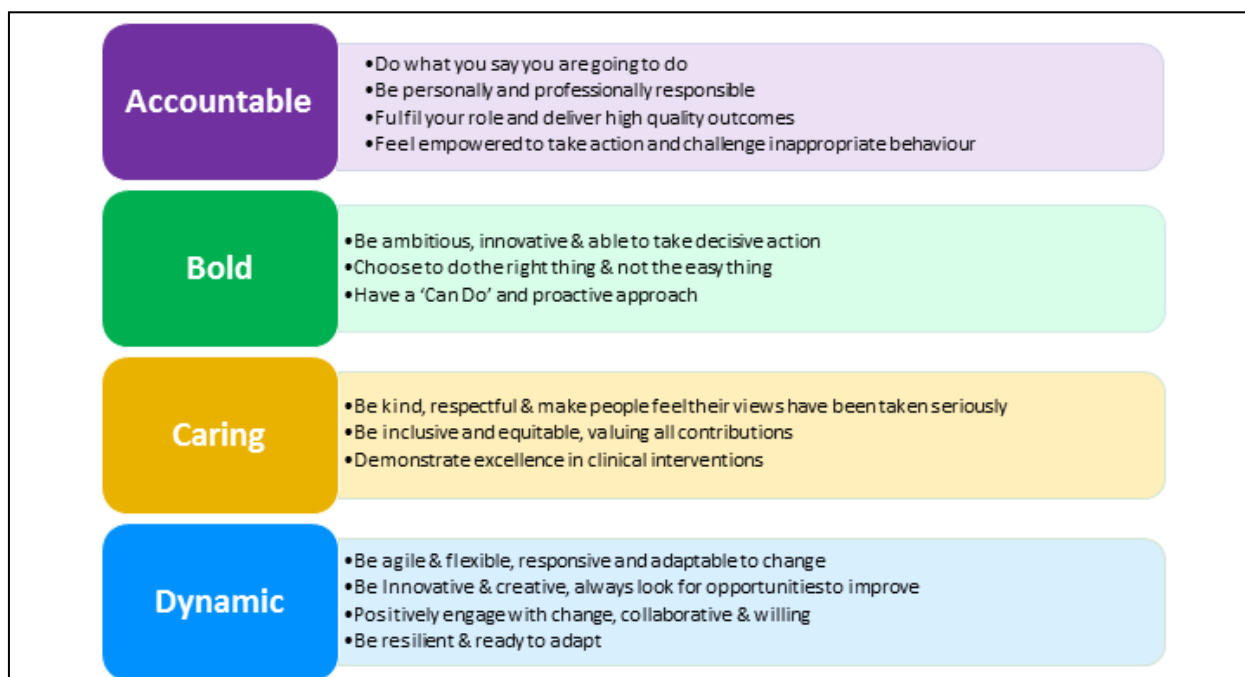 Accountable
•Do what you say you are going to do
•Be personally and professionally responsible
•Fulfil your role and deliver high quality outcomes
•Feel empowered to take action and challenge inappropriate behaviour
Bold
•Be ambitious, innovative & able to take decisive action
•Choose to do the right thing & not the easy thing
•Have a ‘Can Do’ and proactive approach
Caring
•Be kind, respectful & make people feel their views have been taken seriously
•Be inclusive and equitable, valuing all contributions
•Demonstrate excellence in clinical interventions
Dynamic
•Be agile & flexible, responsive and adaptable to change
•Be Innovative & creative, always look for opportunities to improve
•Positively engage with change, collaborative & willing
•Be resilient & ready to adapt